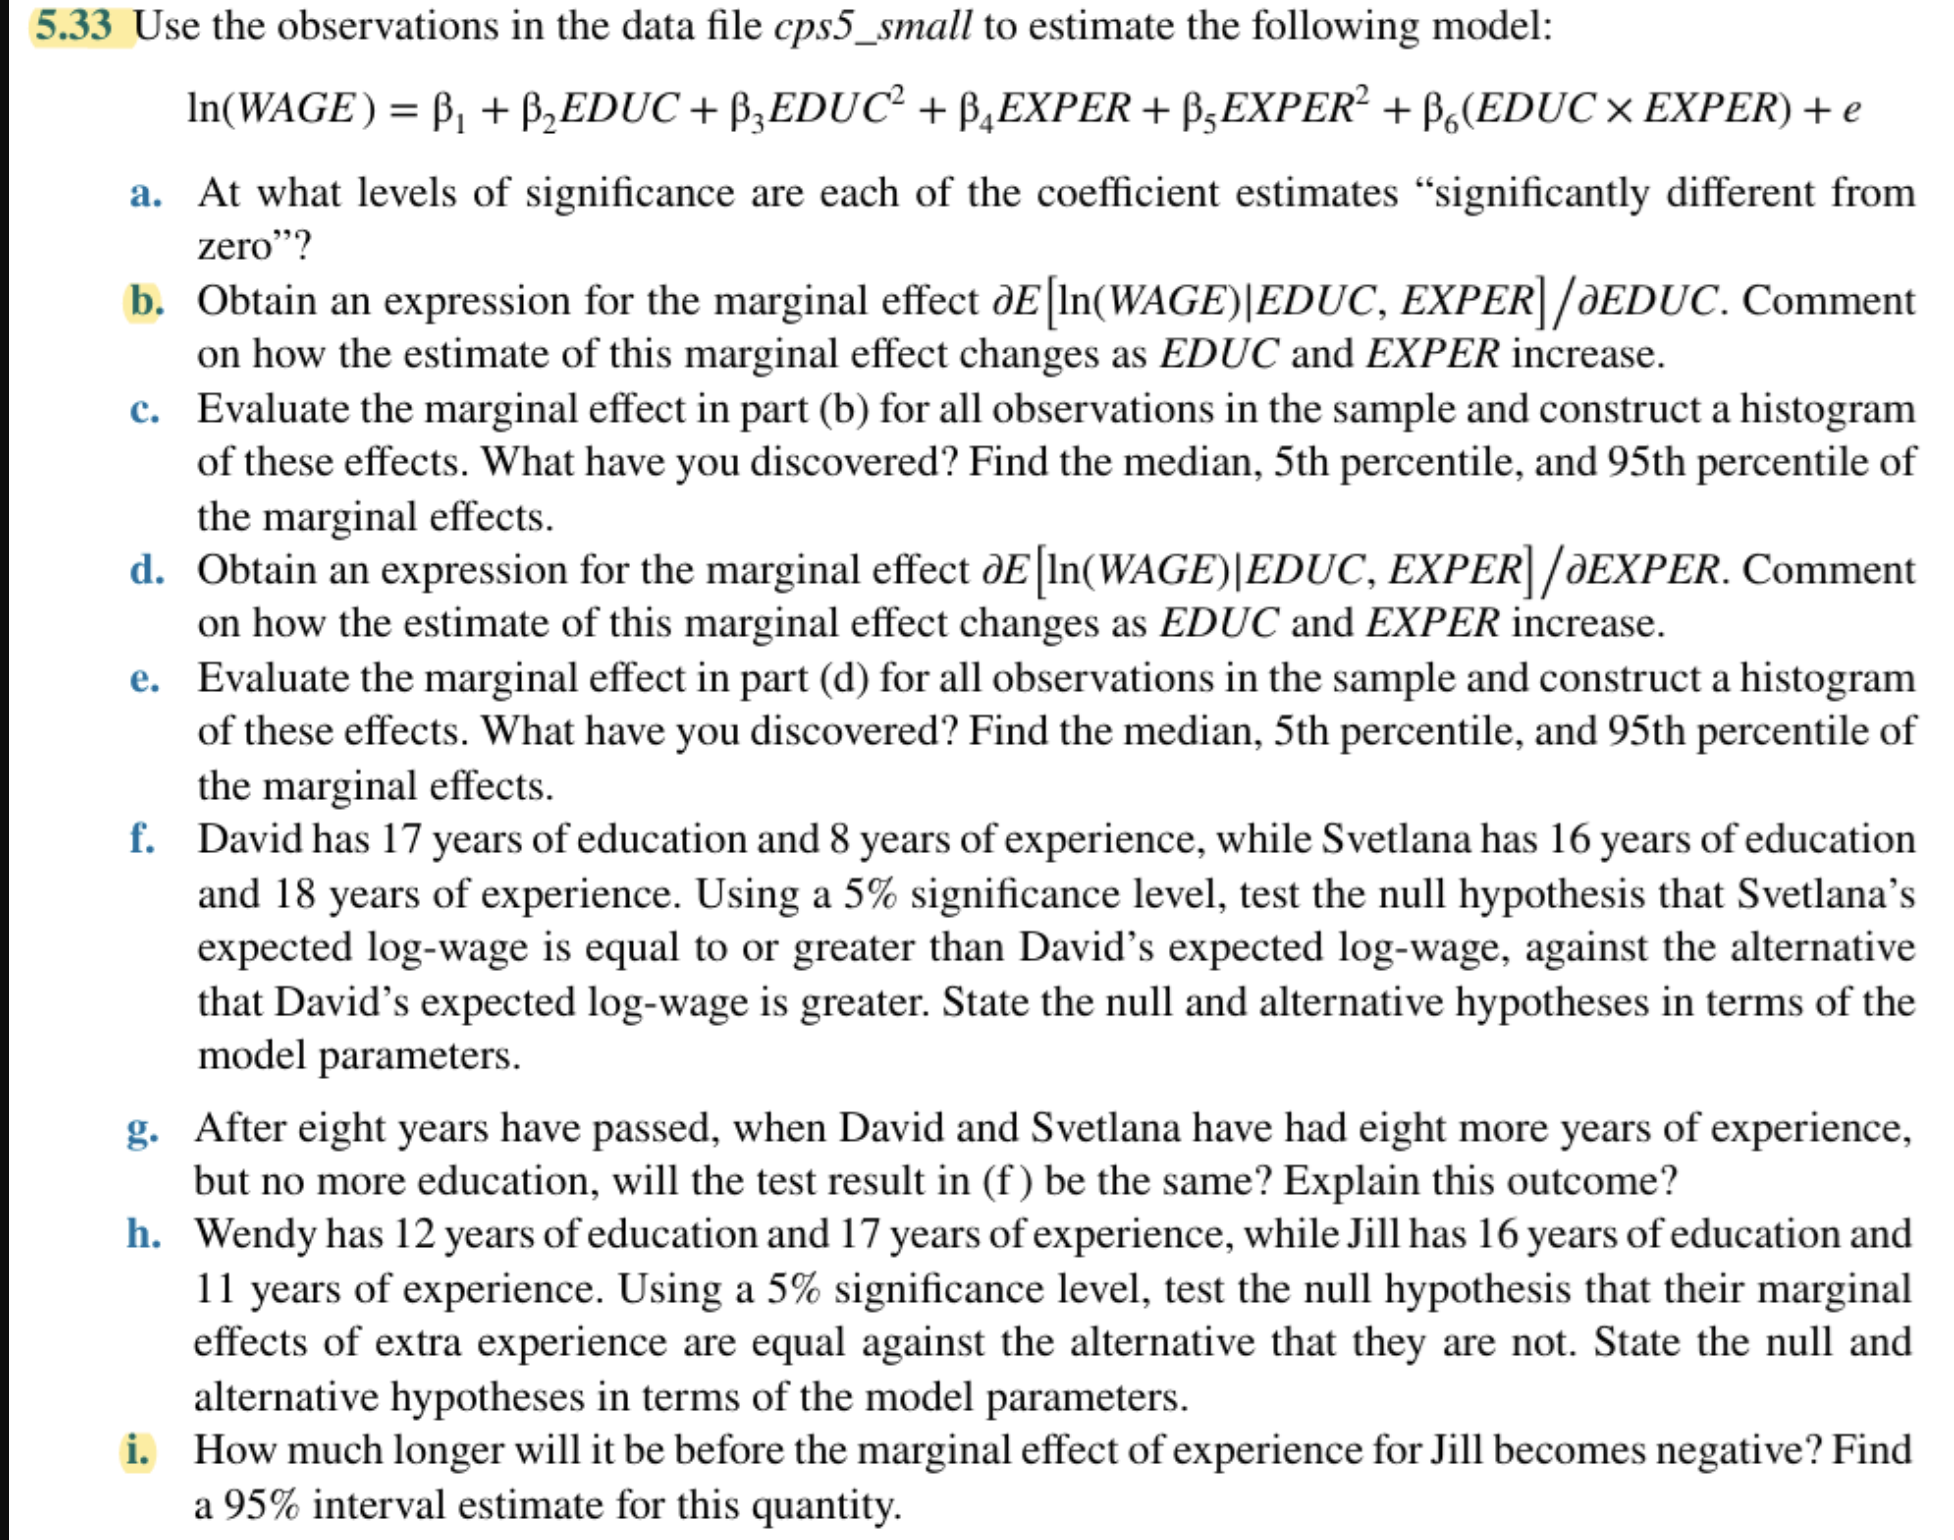 5.33 Use the observations in the data file cps5_small to estimate the following model:
ln(WAGE) = β₁ + β₂EDUC + β₃EDUC² + β₄EXPER + β₅EXPER² + β₆(EDUC × EXPER) + e
a. At what levels of significance are each of the coefficient estimates “significantly different from
zero”?
b. Obtain an expression for the marginal effect ∂E[ln(WAGE)|EDUC, EXPER]/∂EDUC. Comment
on how the estimate of this marginal effect changes as EDUC and EXPER increase.
c. Evaluate the marginal effect in part (b) for all observations in the sample and construct a histogram
of these effects. What have you discovered? Find the median, 5th percentile, and 95th percentile of
the marginal effects.
d. Obtain an expression for the marginal effect ∂E[ln(WAGE)|EDUC, EXPER]/∂EXPER. Comment
on how the estimate of this marginal effect changes as EDUC and EXPER increase.
e. Evaluate the marginal effect in part (d) for all observations in the sample and construct a histogram
of these effects. What have you discovered? Find the median, 5th percentile, and 95th percentile of
the marginal effects.
f. David has 17 years of education and 8 years of experience, while Svetlana has 16 years of education
and 18 years of experience. Using a 5% significance level, test the null hypothesis that Svetlana’s
expected log-wage is equal to or greater than David’s expected log-wage, against the alternative
that David’s expected log-wage is greater. State the null and alternative hypotheses in terms of the
model parameters.
g. After eight years have passed, when David and Svetlana have had eight more years of experience,
but no more education, will the test result in (f) be the same? Explain this outcome?
h. Wendy has 12 years of education and 17 years of experience, while Jill has 16 years of education and
11 years of experience. Using a 5% significance level, test the null hypothesis that their marginal
effects of extra experience are equal against the alternative that they are not. State the null and
alternative hypotheses in terms of the model parameters.
i. How much longer will it be before the marginal effect of experience for Jill becomes negative? Find
a 95% interval estimate for this quantity.